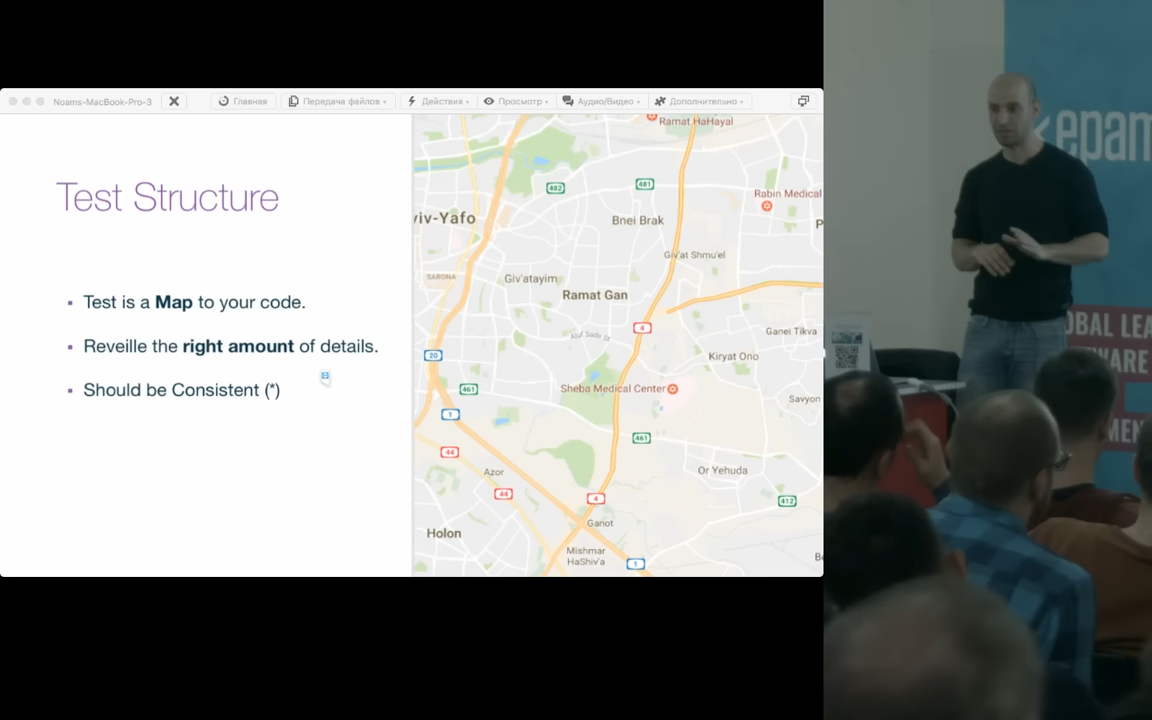 Noams-MacBook-Pro-3
Главная
Передача файлов
Действия
Просмотр
Аудио/Видео
Дополнительно
Test Structure
Test is a Map to your code.
Reveille the right amount of details.
Should be Consistent (*)
Ramat HaHayal
482
481
Rabin Medical
viv-Yafo
Bnei Brak
P
Giv'at Shmu'el
SARONA
Giv'atayim
Ramat Gan
4
Ganei Tikva
Abul Sady St
20
Kiryat Ono
461
Sheba Medical Center
Savyon
1
461
44
Azor
Or Yehuda
44
4
412
Holon
Ganot
Mishmar
HaShiv'a
1
<epam
OBAL LEA
WARE
MEN